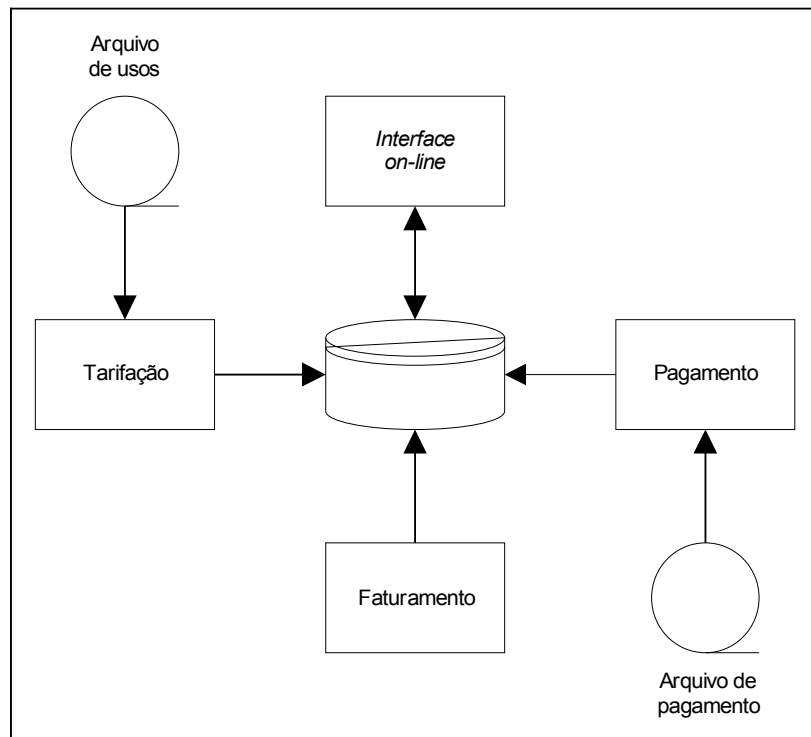 Arquivo
de usos
Interface
on-line
Tarifação
Pagamento
Faturamento
Arquivo de
pagamento